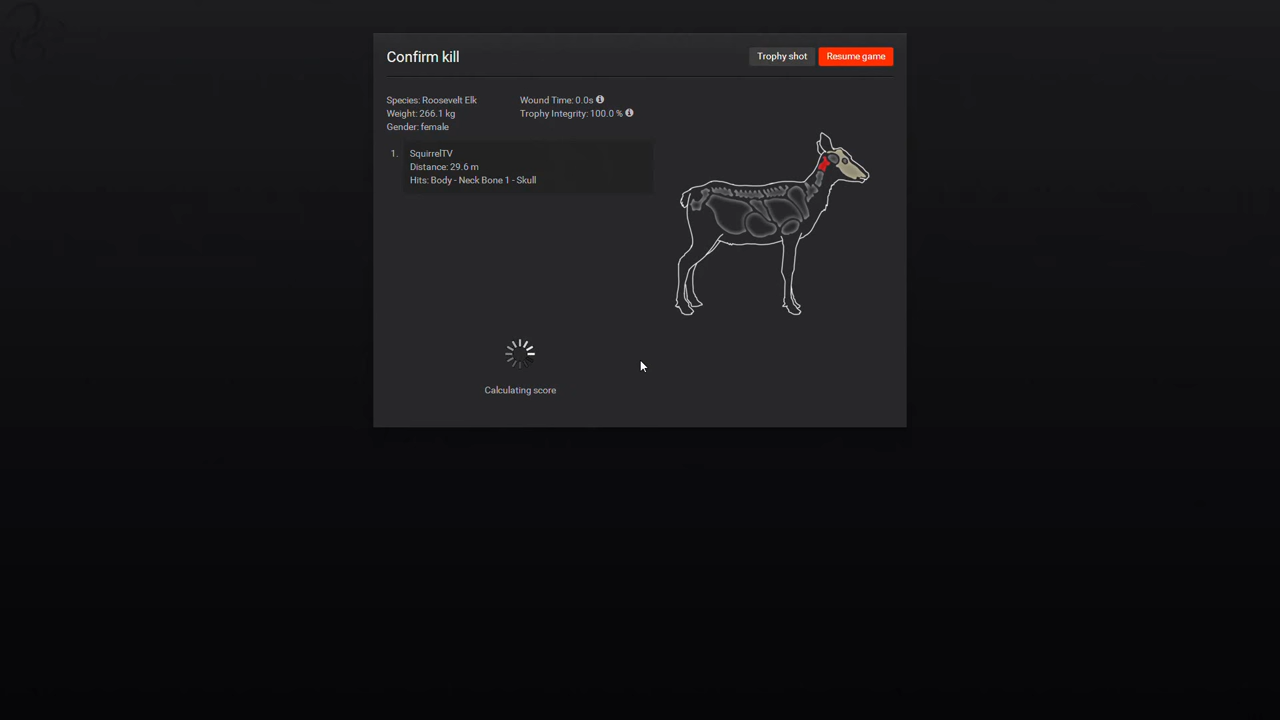 Confirm kill
Trophy shot
Resume game
Species: Roosevelt Elk
Weight: 266.1 kg
Gender: female
Wound Time: 0.0s
Trophy Integrity: 100.0 %
1.
SquirrelTV
Distance: 29.6 m
Hits: Body - Neck Bone 1 - Skull
Calculating score